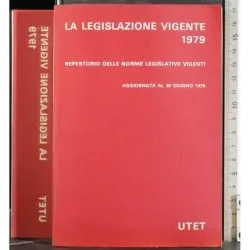 LA LEGISLAZIONE VIGENTE
1979
REPERTORIO DELLE NORME LEGISLATIVE VIGENTI
AGGIORNATA AL 30 GIUGNO 1979
UTET
LA LEGISLAZIONE VIGENTE
1979
UTET